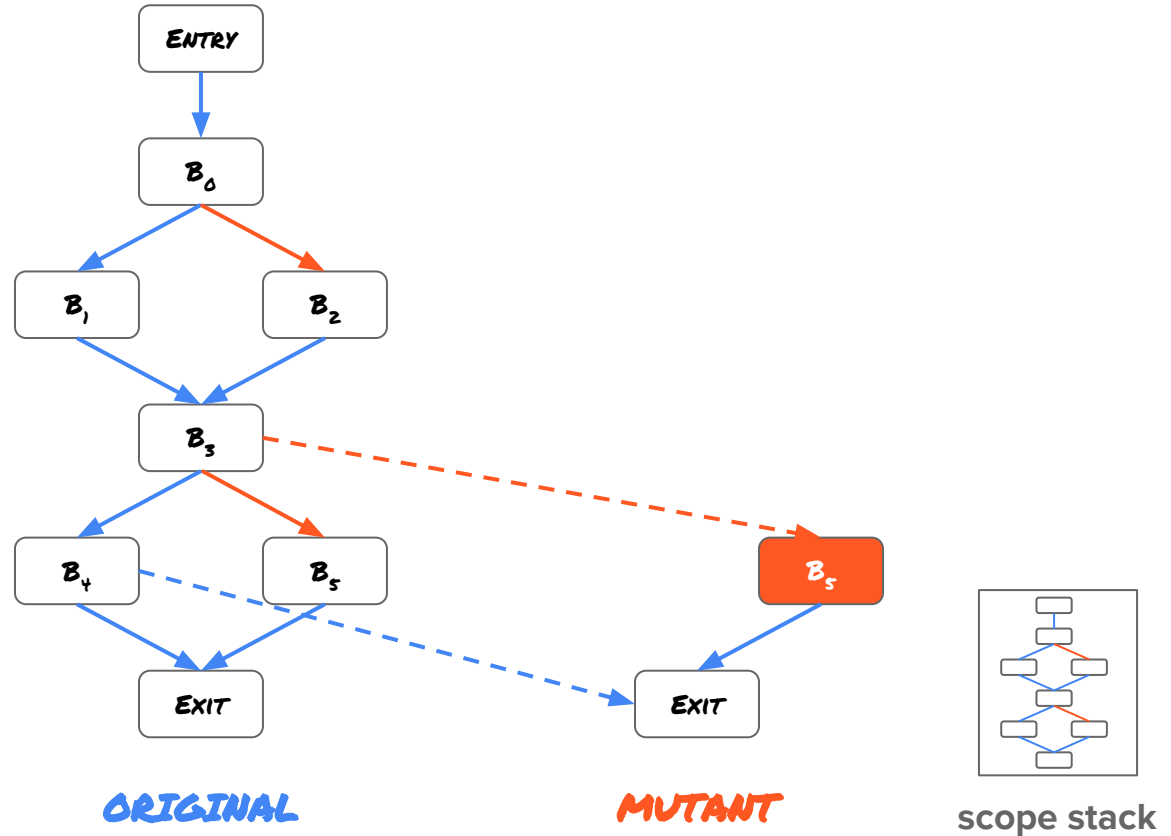 ENTRY
B0
B1 B2
B3
B4 B5 B5
EXIT EXIT
ORIGINAL MUTANT scope stack